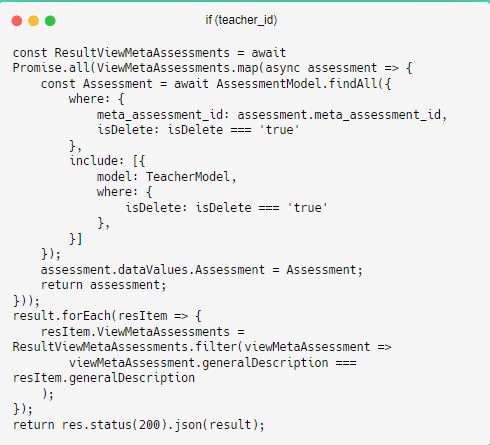 if (teacher_id)
const ResultViewMetaAssessments = await
Promise.all(ViewMetaAssessments.map(async assessment => {
    const Assessment = await AssessmentModel.findAll({
        where: {
            meta_assessment_id: assessment.meta_assessment_id,
            isDelete: isDelete === 'true'
        },
        include: [{
            model: TeacherModel,
            where: {
                isDelete: isDelete === 'true'
            },
        }]
    });
    assessment.dataValues.Assessment = Assessment;
    return assessment;
}));
result.forEach(resItem => {
    resItem.ViewMetaAssessments =
ResultViewMetaAssessments.filter(viewMetaAssessment =>
        viewMetaAssessment.generalDescription ===
resItem.generalDescription
    );
});
return res.status(200).json(result);